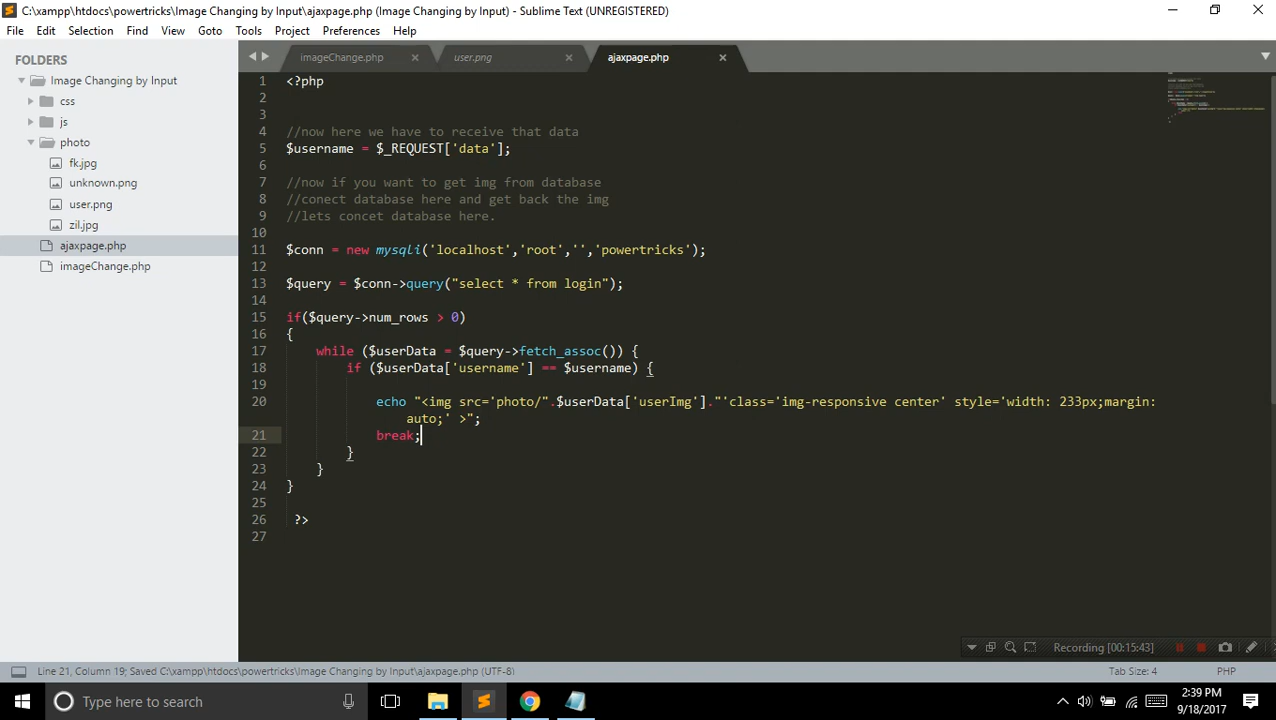 C:\xampp\htdocs\powertricks\Image Changing by Input\ajaxpage.php (Image Changing by Input) - Sublime Text (UNREGISTERED)
File Edit Selection Find View Goto Tools Project Preferences Help
FOLDERS
Image Changing by Input
css
js
photo
fk.jpg
unknown.png
user.png
zil.jpg
ajaxpage.php
imageChange.php
imageChange.php user.png ajaxpage.php
1 <?php
2
3
4 //now here we have to receive that data
5 $username = $_REQUEST['data'];
6
7 //now if you want to get img from database
8 //conect database here and get back the img
9 //lets concet database here.
10
11 $conn = new mysqli('localhost','root','','powertricks');
12
13 $query = $conn->query("select * from login");
14
15 if($query->num_rows > 0)
16 {
17 while ($userData = $query->fetch_assoc()) {
18 if ($userData['username'] == $username) {
19
20 echo "<img src='photo/".$userData['userImg']."'class='img-responsive center' style='width: 233px;margin:
auto;' >";
21 break;
22 }
23 }
24 }
25
26 ?>
27
Recording [00:15:43]
Line 21, Column 19; Saved C:\xampp\htdocs\powertricks\Image Changing by Input\ajaxpage.php (UTF-8) Tab Size: 4 PHP
Type here to search
2:39 PM
9/18/2017